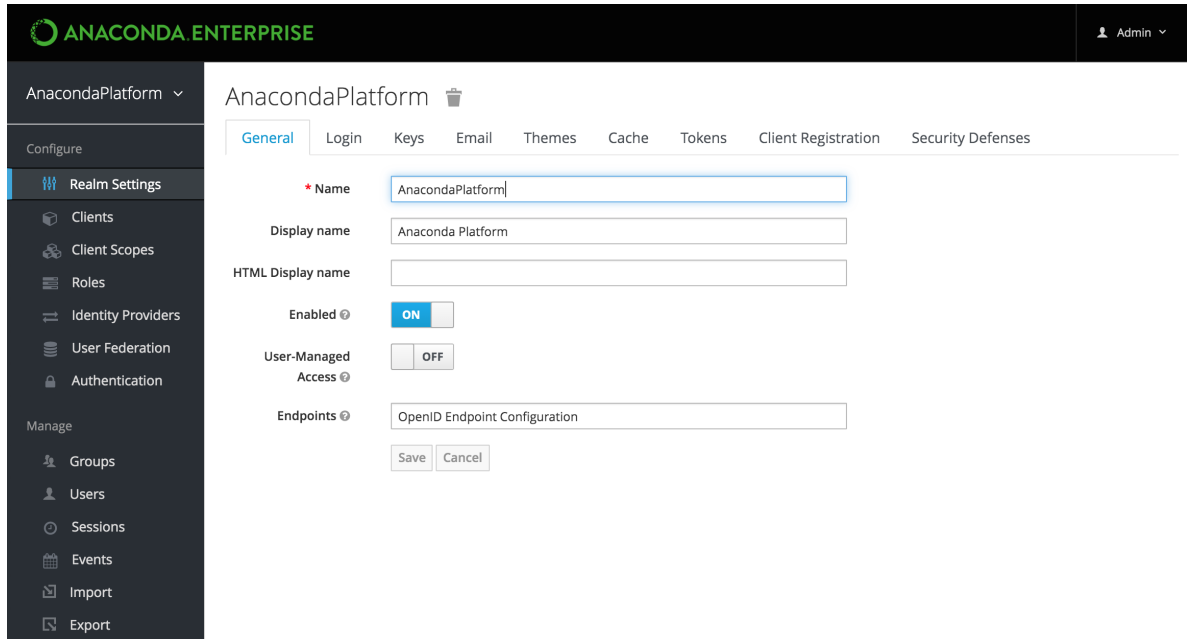 ANACONDA.ENTERPRISE
Admin
AnacondaPlatform
Configure
Realm Settings
Clients
Client Scopes
Roles
Identity Providers
User Federation
Authentication
Manage
Groups
Users
Sessions
Events
Import
Export
AnacondaPlatform
General Login Keys Email Themes Cache Tokens Client Registration Security Defenses
* Name AnacondaPlatform
Display name Anaconda Platform
HTML Display name
Enabled ON
User-Managed
Access OFF
Endpoints OpenID Endpoint Configuration
Save Cancel